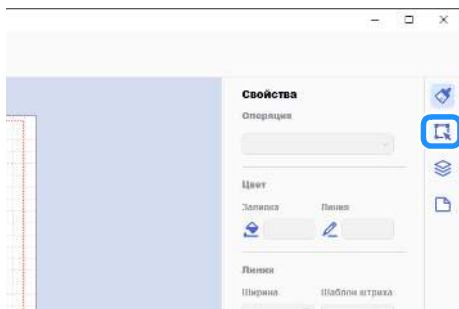 Свойства
Операция
Цвет
Заливка Линия
Линии
Ширина Шаблон штриха